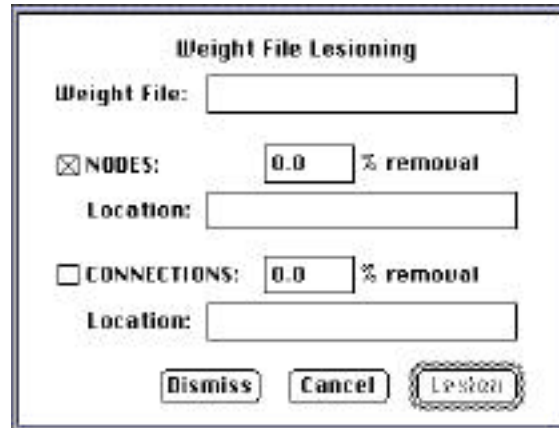 Weight File Lesioning
Weight File:
NODES: 0.0 % removal
Location:
CONNECTIONS: 0.0 % removal
Location:
Dismiss Cancel Lesion